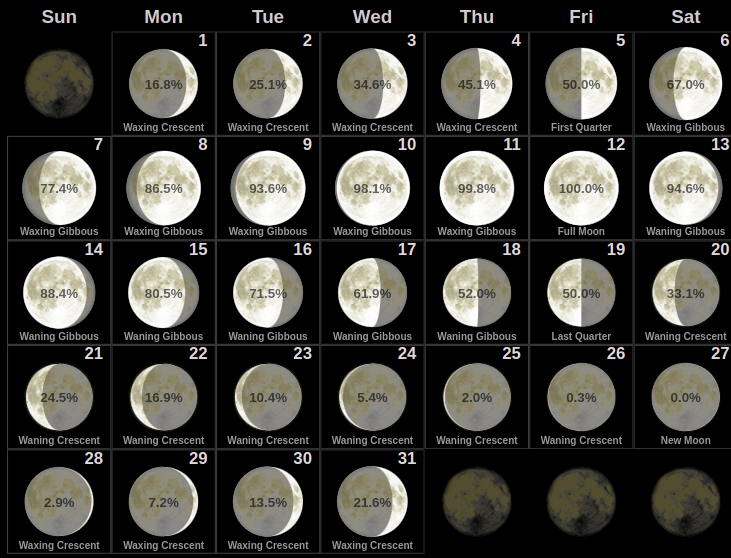 Sun Mon Tue Wed Thu Fri Sat
1 2 3 4 5 6
16.8% 25.1% 34.6% 45.1% 50.0% 67.0%
Waxing Crescent Waxing Crescent Waxing Crescent Waxing Crescent First Quarter Waxing Gibbous
7 8 9 10 11 12 13
77.4% 86.5% 93.6% 98.1% 99.8% 100.0% 94.6%
Waxing Gibbous Waxing Gibbous Waxing Gibbous Waxing Gibbous Waxing Gibbous Full Moon Waning Gibbous
14 15 16 17 18 19 20
88.4% 80.5% 71.5% 61.9% 52.0% 50.0% 33.1%
Waning Gibbous Waning Gibbous Waning Gibbous Waning Gibbous Waning Gibbous Last Quarter Waning Crescent
21 22 23 24 25 26 27
24.5% 16.9% 10.4% 5.4% 2.0% 0.3% 0.0%
Waning Crescent Waning Crescent Waning Crescent Waning Crescent Waning Crescent Waning Crescent New Moon
28 29 30 31
2.9% 7.2% 13.5% 21.6%
Waxing Crescent Waxing Crescent Waxing Crescent Waxing Crescent